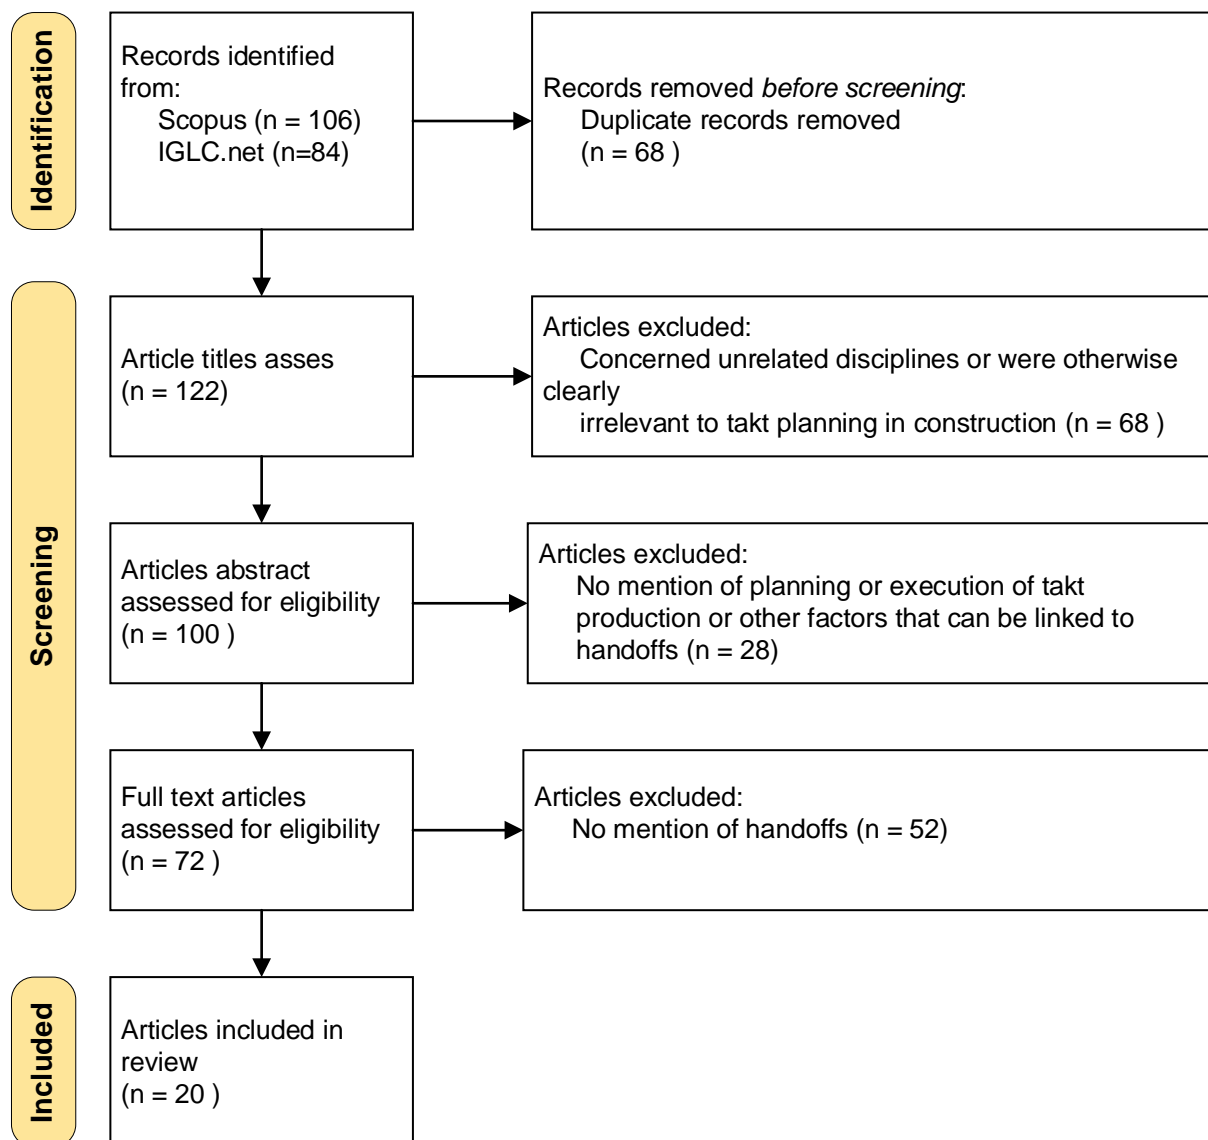 Identification
Records identified
from:
Scopus (n = 106)
IGLC.net (n=84)
Records removed before screening:
Duplicate records removed
(n = 68 )
Screening
Article titles asses
(n = 122)
Articles excluded:
Concerned unrelated disciplines or were otherwise
clearly
irrelevant to takt planning in construction (n = 68 )
Articles abstract
assessed for eligibility
(n = 100 )
Articles excluded:
No mention of planning or execution of takt
production or other factors that can be linked to
handoffs (n = 28)
Full text articles
assessed for eligibility
(n = 72 )
Articles excluded:
No mention of handoffs (n = 52)
Included
Articles included in
review
(n = 20 )